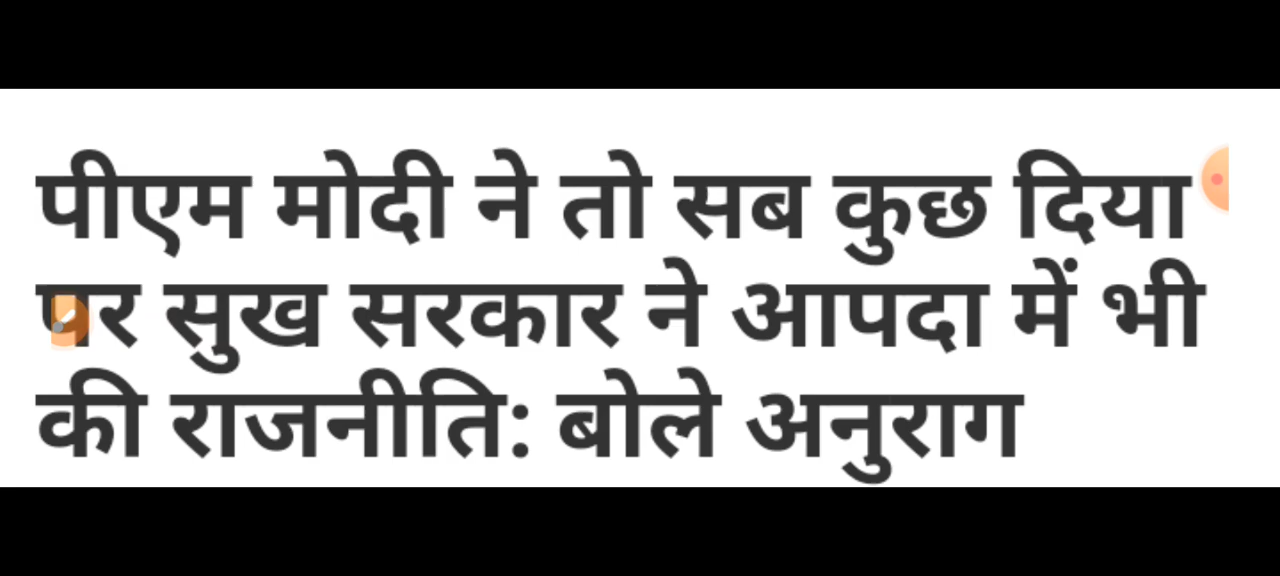 पीएम मोदी ने तो सब कुछ दिया
पर सुख सरकार ने आपदा में भी
की राजनीति: बोले अनुराग